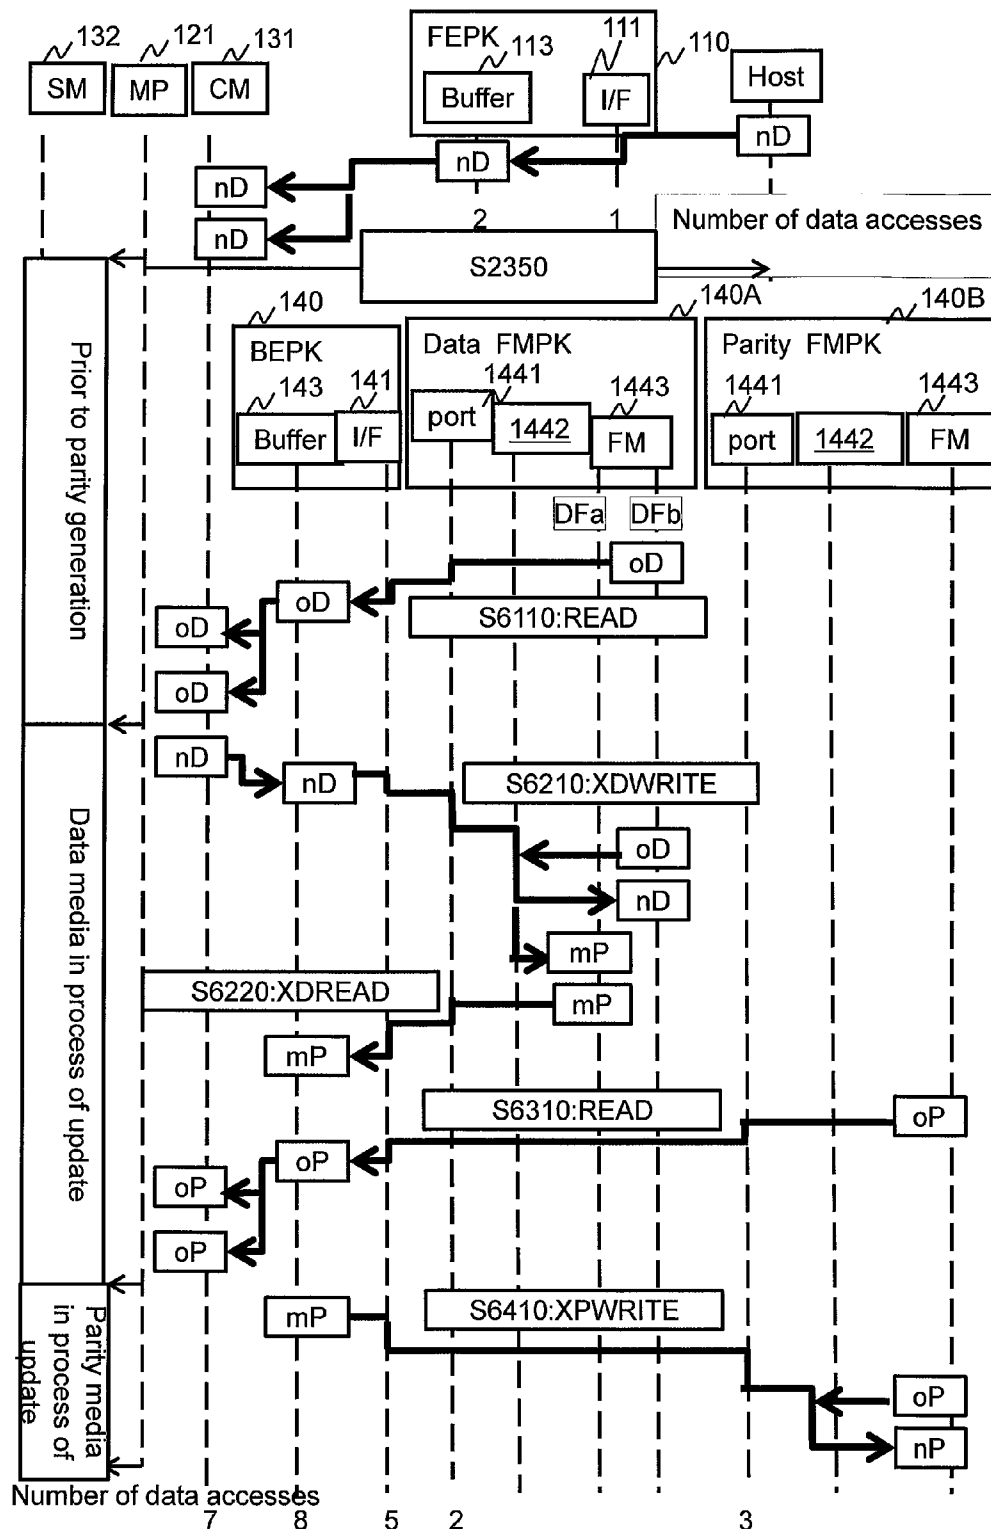 132 121 131
SM MP CM
FEPK
113 111 110
Buffer I/F
Host
nD
nD
nD
nD
2 1
Number of data accesses
S2350
140 140A 140B
BEPK Data FMPK Parity FMPK
143 141 1441 1443 1441 1443
Buffer I/F port 1442 FM port 1442 FM
DFa DFb
Prior to parity generation
oD
oD
S6110:READ
oD
oD
Data media in process of update
nD
nD
S6210:XDWRITE
oD
nD
mP
S6220:XDREAD
mP
mP
S6310:READ
oP
oP
oP
oP
Parity media
in process of
update
mP
S6410:XPWRITE
oP
nP
Number of data accesses
7 8 5 2 3